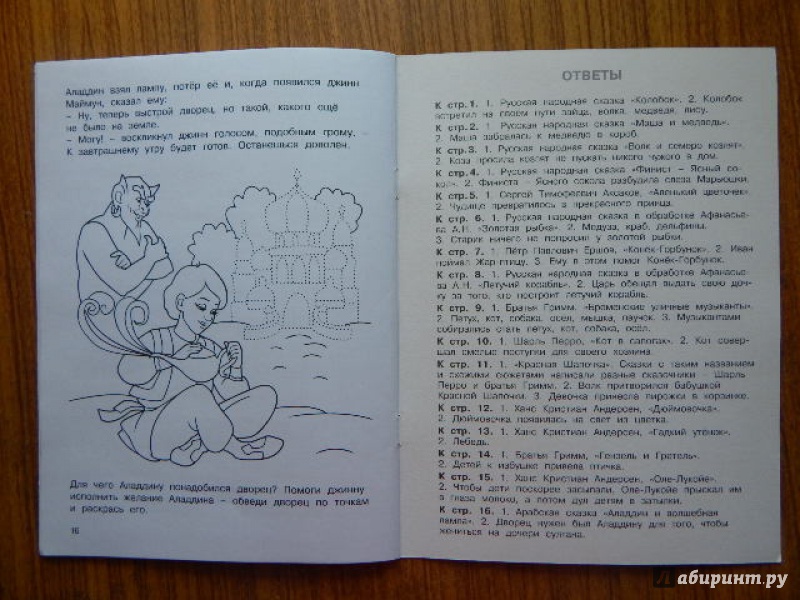 Аладдин взял лампу, потёр её и, когда появился джинн
Маймун, сказал ему:
– Ну, теперь выстрой дворец, но такой, какого ещё
не было на земле.
– Могу! – воскликнул джинн голосом, подобным грому. –
К завтрашнему утру будет готов. Останешься доволен.
Для чего Аладдину понадобился дворец? Помоги джинну
исполнить желание Аладдина – обведи дворец по точкам
и раскрась его.
16
ОТВЕТЫ
К стр. 1. 1. Русская народная сказка «Колобок». 2. Колобок
встретил на своем пути зайца, волка, медведя, лису.
К стр. 2. 1. Русская народная сказка «Маша и медведь».
2. Маша забралась к медведю в короб.
К стр. 3. 1. Русская народная сказка «Волк и семеро козлят».
2. Коза просила козлят не пускать никого чужого в дом.
К стр. 4. 1. Русская народная сказка «Финист – Ясный со-
кол». 2. Финиста – Ясного сокола разбудила слеза Марьюшки.
К стр. 5. 1. Сергей Тимофеевич Аксаков, «Аленький цветочек».
2. Чудище превратилось в прекрасного принца.
К стр. 6. 1. Русская народная сказка в обработке Афанасье-
ва А.Н. «Золотая рыбка». 2. Медуза, краб, дельфины.
3. Старик ничего не попросил у золотой рыбки.
К стр. 7. 1. Пётр Павлович Ершов, «Конёк-Горбунок». 2. Иван
поймал Жар-птицу. 3. Ему в этом помог Конёк-Горбунок.
К стр. 8. 1. Русская народная сказка в обработке Афанасье-
ва А.Н. «Летучий корабль». 2. Царь обещал выдать свою доч-
ку за того, кто построит летучий корабль.
К стр. 9. 1. Братья Гримм, «Бременские уличные музыканты».
2. Петух, кот, собака, осел, мышка, паучок. 3. Музыкантами
собирались стать петух, кот, собака, осёл.
К стр. 10. 1. Шарль Перро, «Кот в сапогах». 2. Кот совер-
шал смелые поступки для своего хозяина.
К стр. 11. 1. «Красная Шапочка». Сказки с таким названием
и схожими сюжетами написали разные сказочники – Шарль
Перро и братья Гримм. 2. Волк притворился бабушкой
Красной Шапочки. 3. Девочка принесла пирожки в корзинке.
К стр. 12. 1. Ханс Кристиан Андерсен, «Дюймовочка».
2. Дюймовочка появилась на свет из цветка.
К стр. 13. 1. Ханс Кристиан Андерсен, «Гадкий утёнок».
2. Лебедь.
К стр. 14. 1. Братья Гримм, «Гензель и Гретель».
2. Детей к избушке привела птичка.
К стр. 15. 1. Ханс Кристиан Андерсен, «Оле-Лукойе».
2. Чтобы дети поскорее засыпали, Оле-Лукойе прыскал им
в глаза молоко, а потом дул детям в затылки.
К стр. 16. 1. Арабская сказка «Аладдин и волшебная
лампа». 2. Дворец нужен был Аладдину для того, чтобы
жениться на дочери султана.
Лабиринт.ру